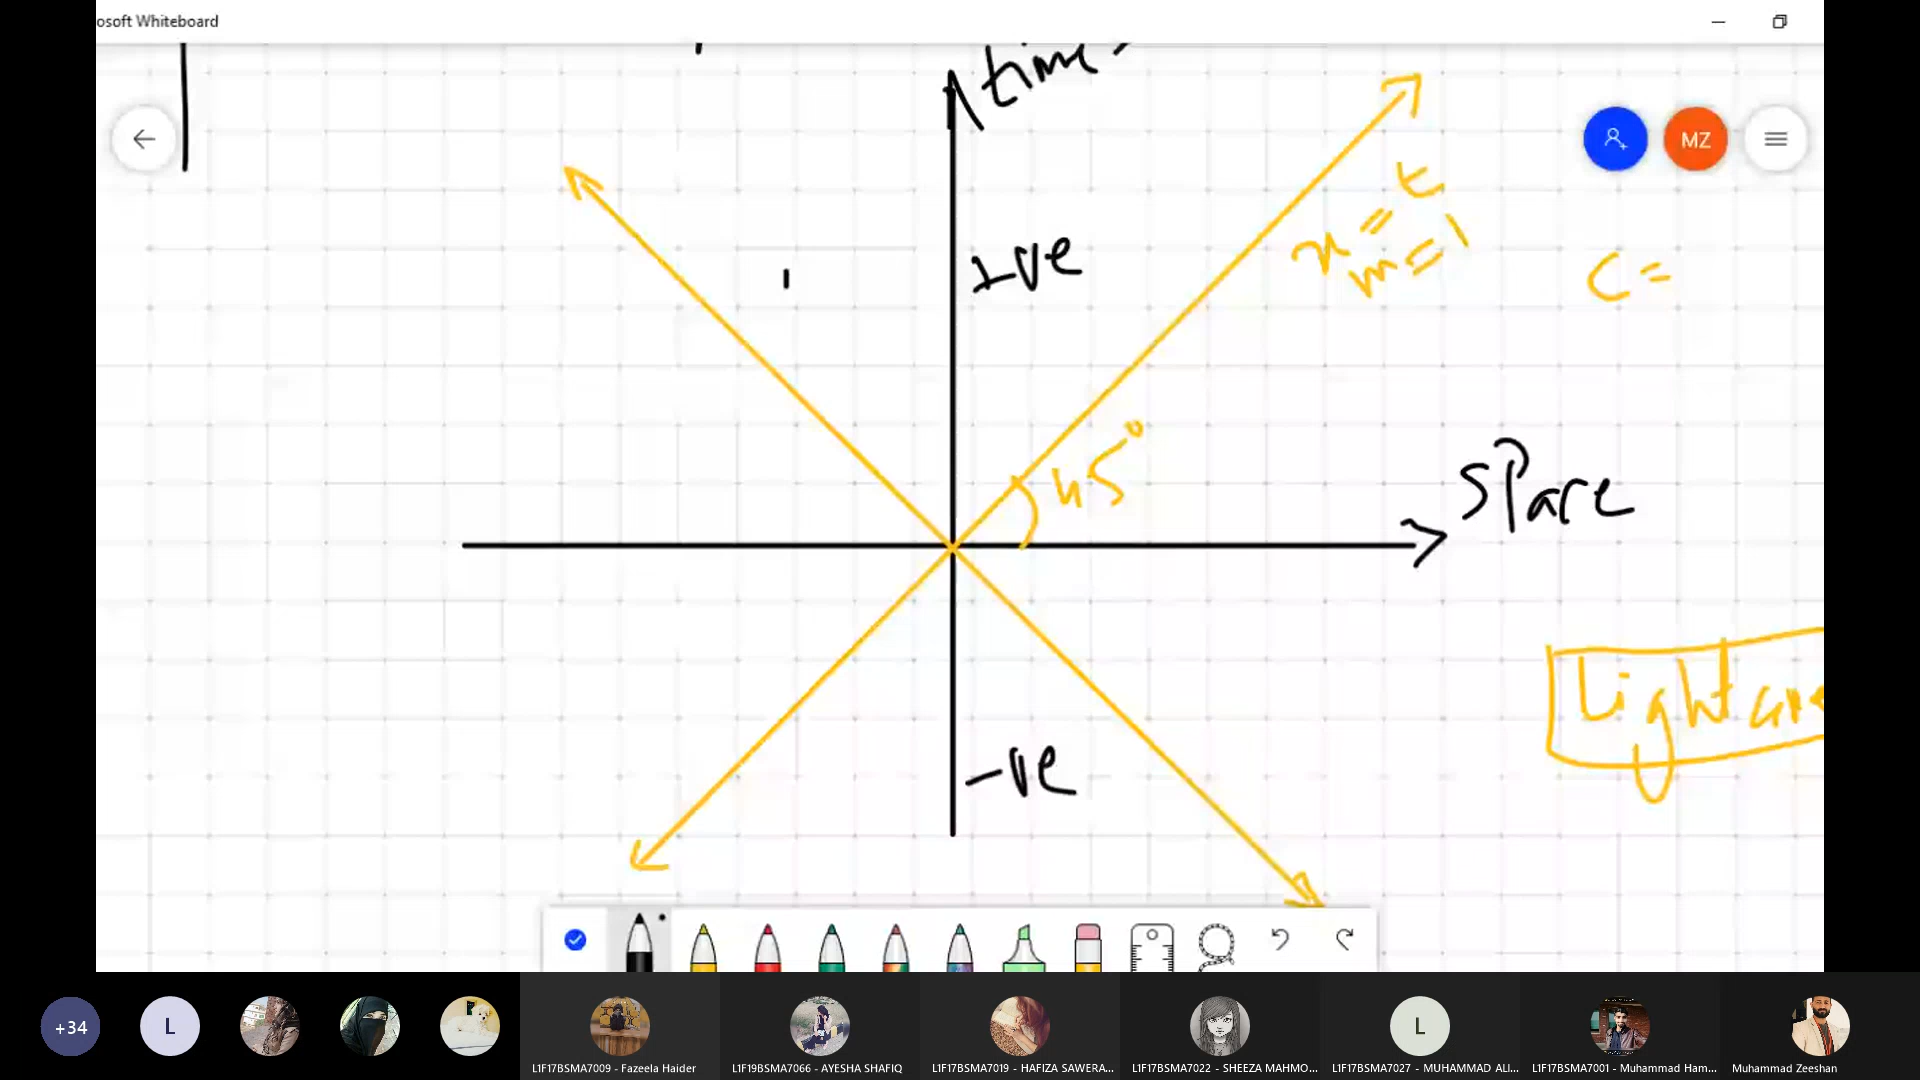 osoft Whiteboard
time
MZ
+ve
x = t
m = 1
C =
45°
space
Light
-ve
+34
L
L
L1F17BSMA7009 - Fazeela Haider
L1F19BSMA7066 - AYESHA SHAFIQ
L1F17BSMA7019 - HAFIZA SAWERA...
L1F17BSMA7022 - SHEEZA MAHMO...
L1F17BSMA7027 - MUHAMMAD ALI...
L1F17BSMA7001 - Muhammad Ham...
Muhammad Zeeshan